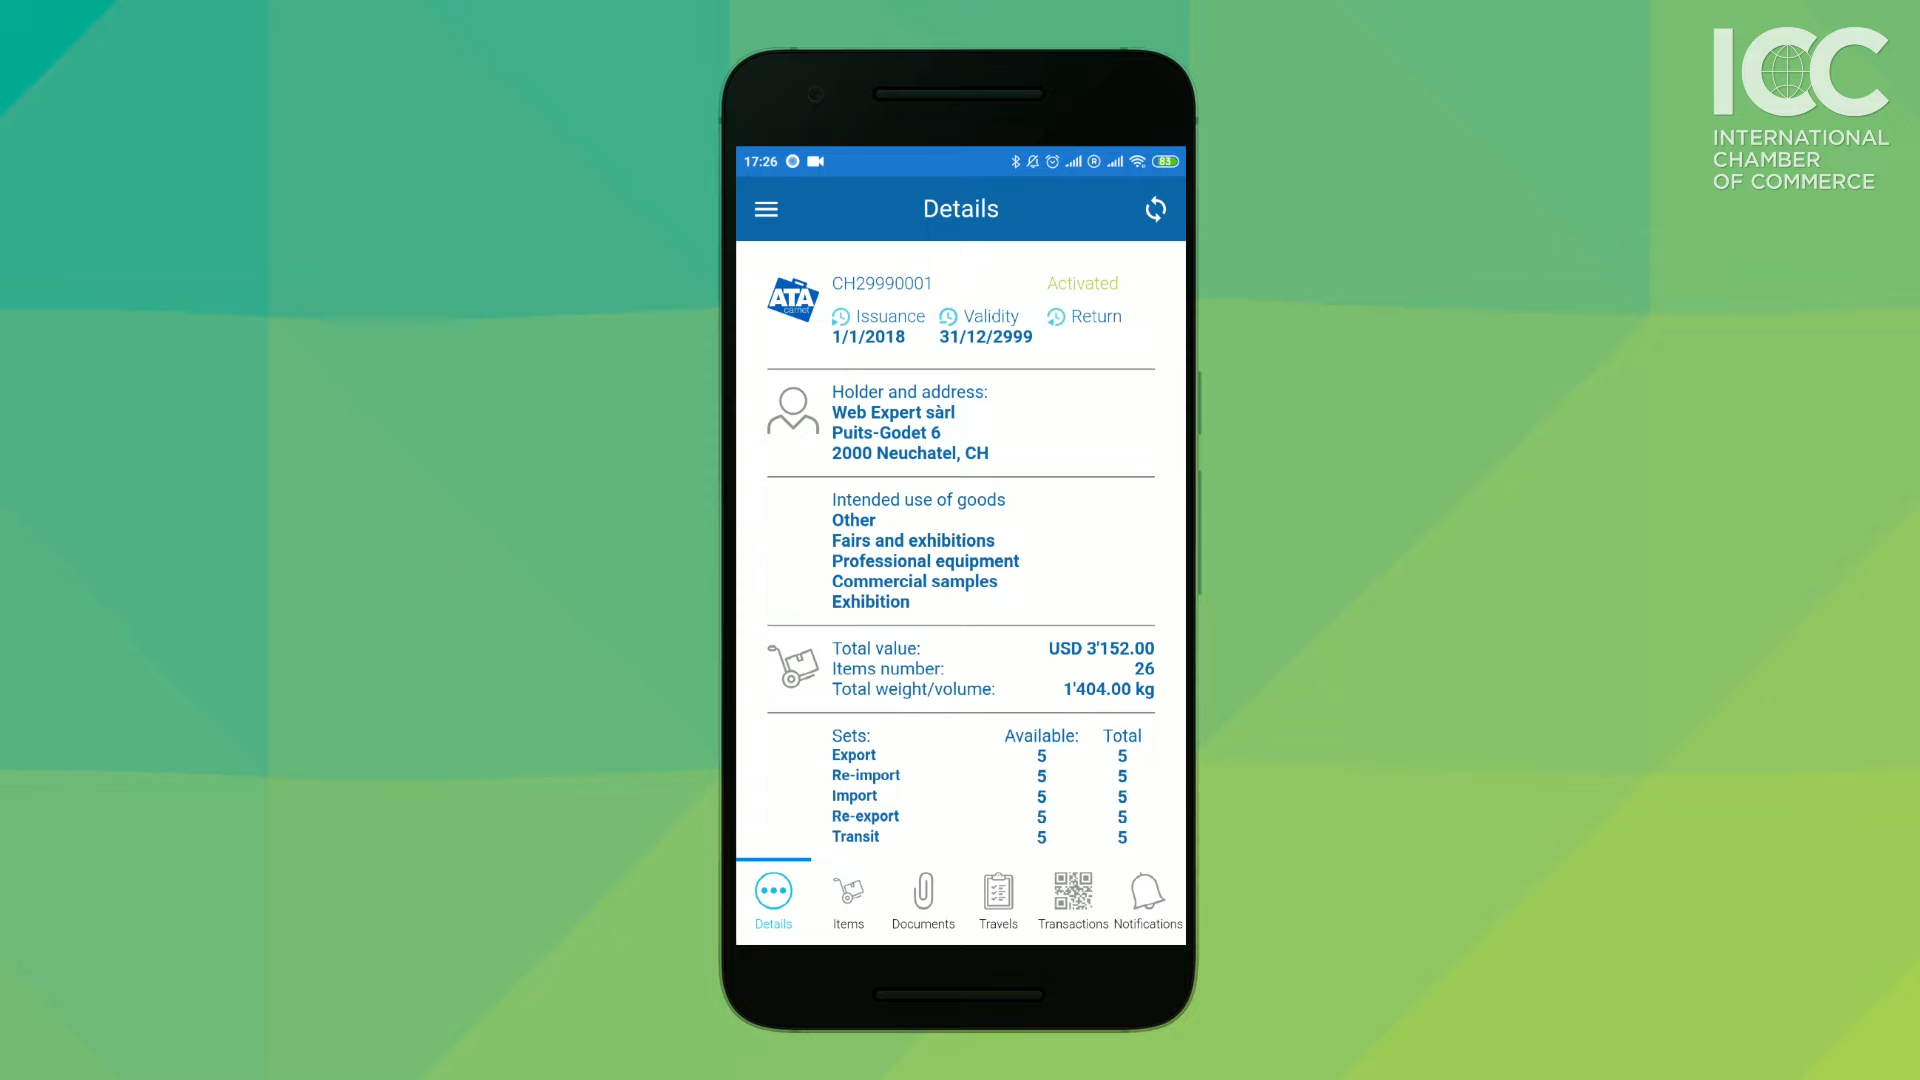 ICC
INTERNATIONAL
CHAMBER
OF COMMERCE
17:26
R
83
Details
ATA
carnet
CH29990001 Activated
Issuance Validity Return
1/1/2018 31/12/2999
Holder and address:
Web Expert sàrl
Puits-Godet 6
2000 Neuchatel, CH
Intended use of goods
Other
Fairs and exhibitions
Professional equipment
Commercial samples
Exhibition
Total value: USD 3'152.00
Items number: 26
Total weight/volume: 1'404.00 kg
Sets: Available: Total
Export 5 5
Re-import 5 5
Import 5 5
Re-export 5 5
Transit 5 5
Details Items Documents Travels Transactions Notifications